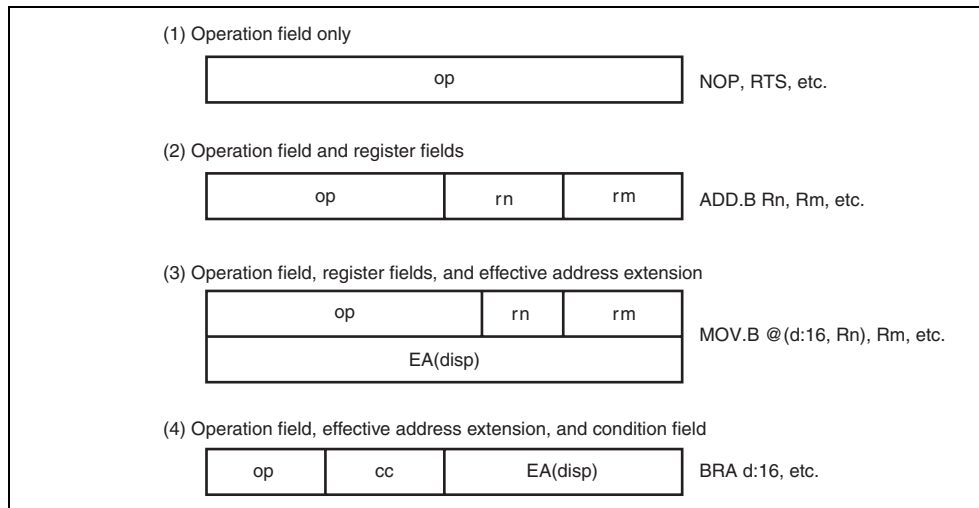 (1) Operation field only
op
NOP, RTS, etc.
(2) Operation field and register fields
op rn rm
ADD.B Rn, Rm, etc.
(3) Operation field, register fields, and effective address extension
op rn rm
MOV.B @(d:16, Rn), Rm, etc.
EA(disp)
(4) Operation field, effective address extension, and condition field
op cc EA(disp)
BRA d:16, etc.